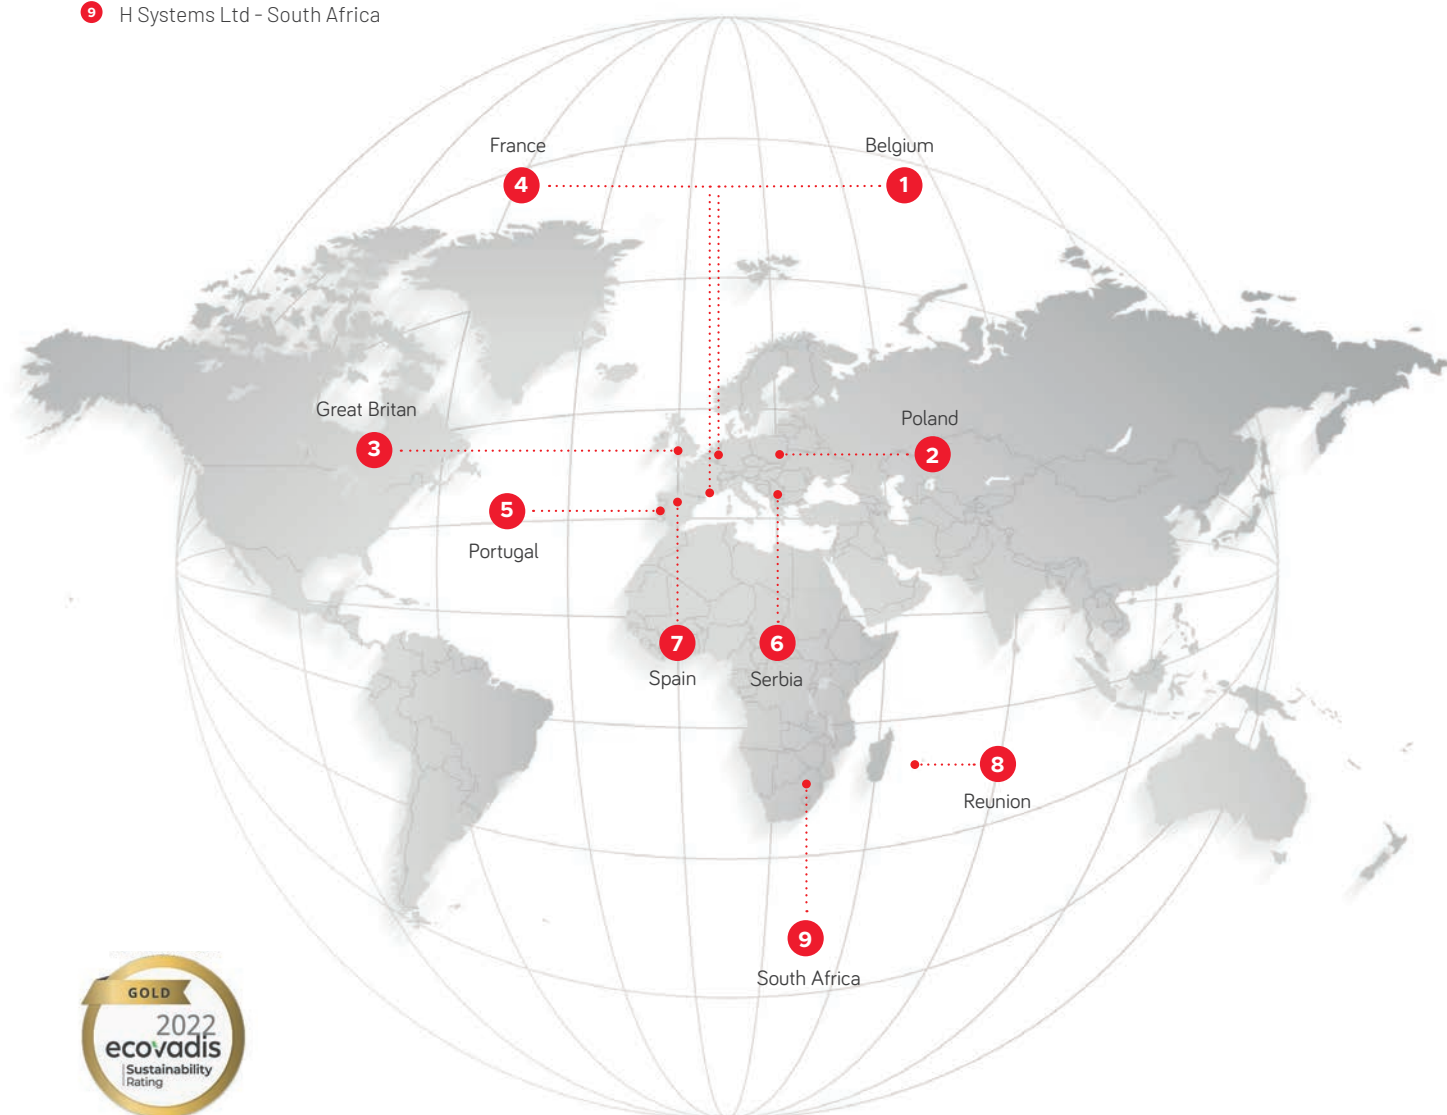 9 H Systems Ltd - South Africa
France
Belgium
4
1
Great Britan
Poland
3
2
5
Portugal
7
6
Spain
Serbia
8
Reunion
9
South Africa
GOLD
2022
ecovadis
Sustainability
Rating